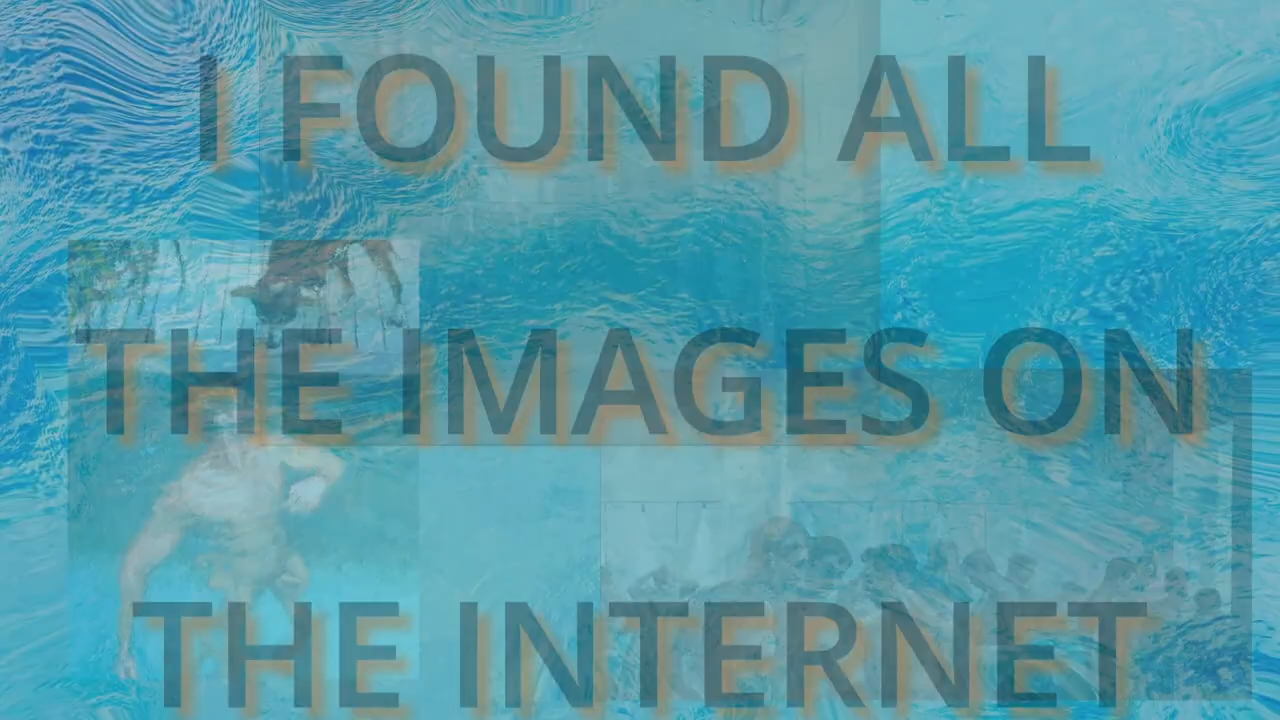 I FOUND ALL
THE IMAGES ON
THE INTERNET